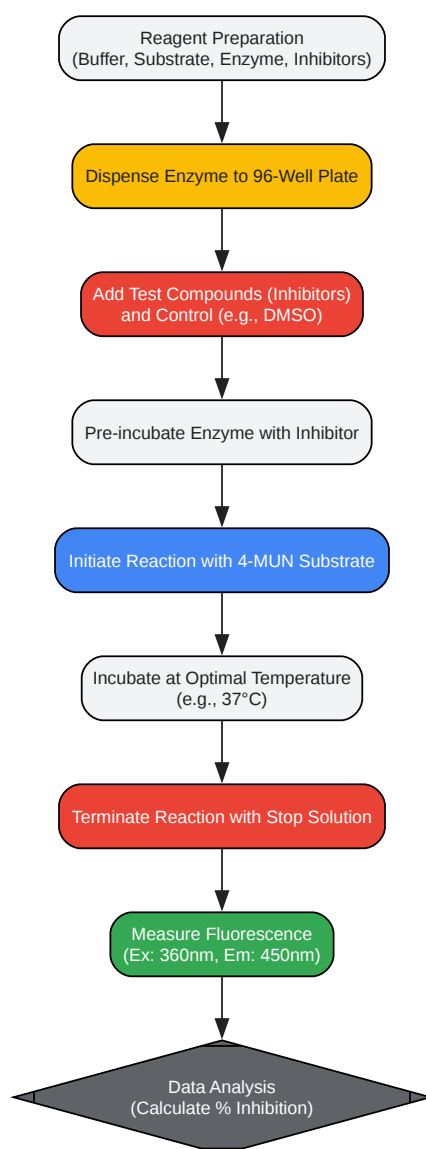 Reagent Preparation
(Buffer, Substrate, Enzyme, Inhibitors)
Dispense Enzyme to 96-Well Plate
Add Test Compounds (Inhibitors)
and Control (e.g., DMSO)
Pre-incubate Enzyme with Inhibitor
Initiate Reaction with 4-MUN Substrate
Incubate at Optimal Temperature
(e.g., 37°C)
Terminate Reaction with Stop Solution
Measure Fluorescence
(Ex: 360nm, Em: 450nm)
Data Analysis
(Calculate % Inhibition)